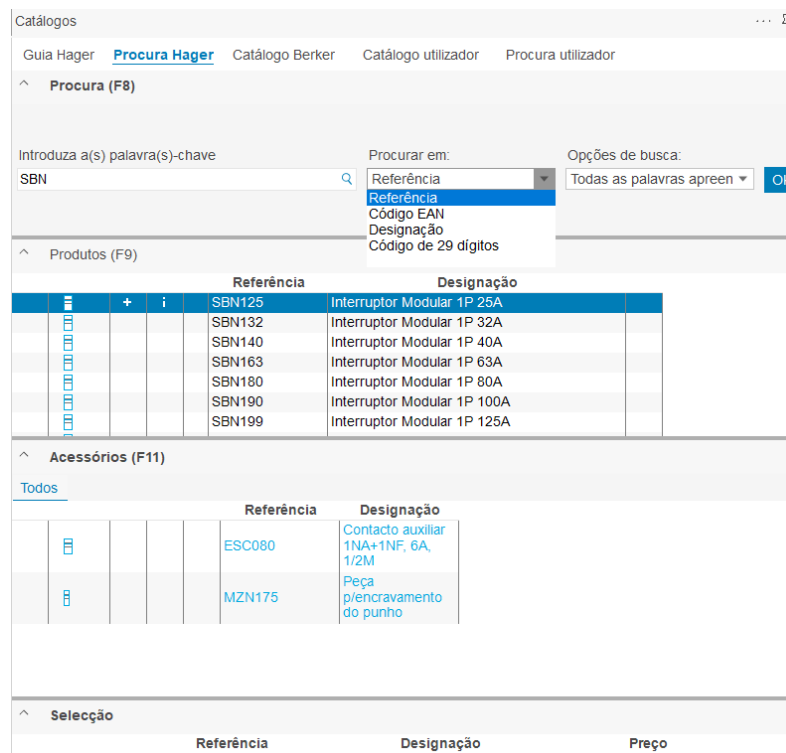 Catálogos ...
Guia Hager Procura Hager Catálogo Berker Catálogo utilizador Procura utilizador
Procura (F8)
Introduza a(s) palavra(s)-chave Procurar em: Opções de busca:
SBN Referência Todas as palavras apreen
Referência
Código EAN
Designação
Código de 29 dígitos
Produtos (F9)
Referência Designação
+ i SBN125 Interruptor Modular 1P 25A
SBN132 Interruptor Modular 1P 32A
SBN140 Interruptor Modular 1P 40A
SBN163 Interruptor Modular 1P 63A
SBN180 Interruptor Modular 1P 80A
SBN190 Interruptor Modular 1P 100A
SBN199 Interruptor Modular 1P 125A
Acessórios (F11)
Todos
Referência Designação
ESC080 Contacto auxiliar
1NA+1NF, 6A,
1/2M
MZN175 Peça
p/encravamento
do punho
Selecção
Referência Designação Preço